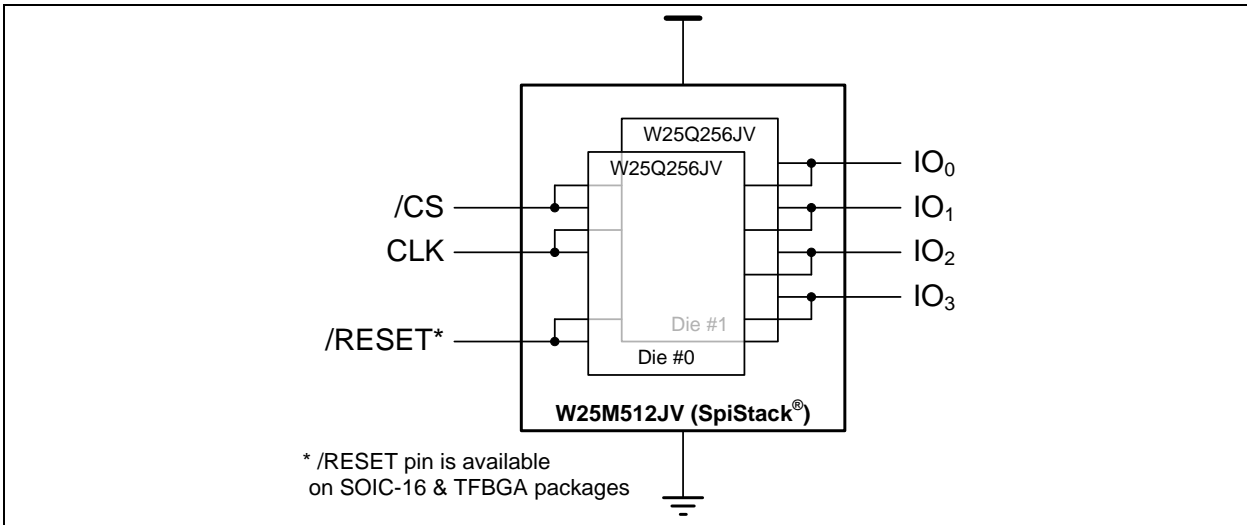 W25Q256JV
W25Q256JV
/CS
CLK
/RESET*
IO₀
IO₁
IO₂
IO₃
Die #1
Die #0
W25M512JV (SpiStack®)
* /RESET pin is available
on SOIC-16 & TFBGA packages